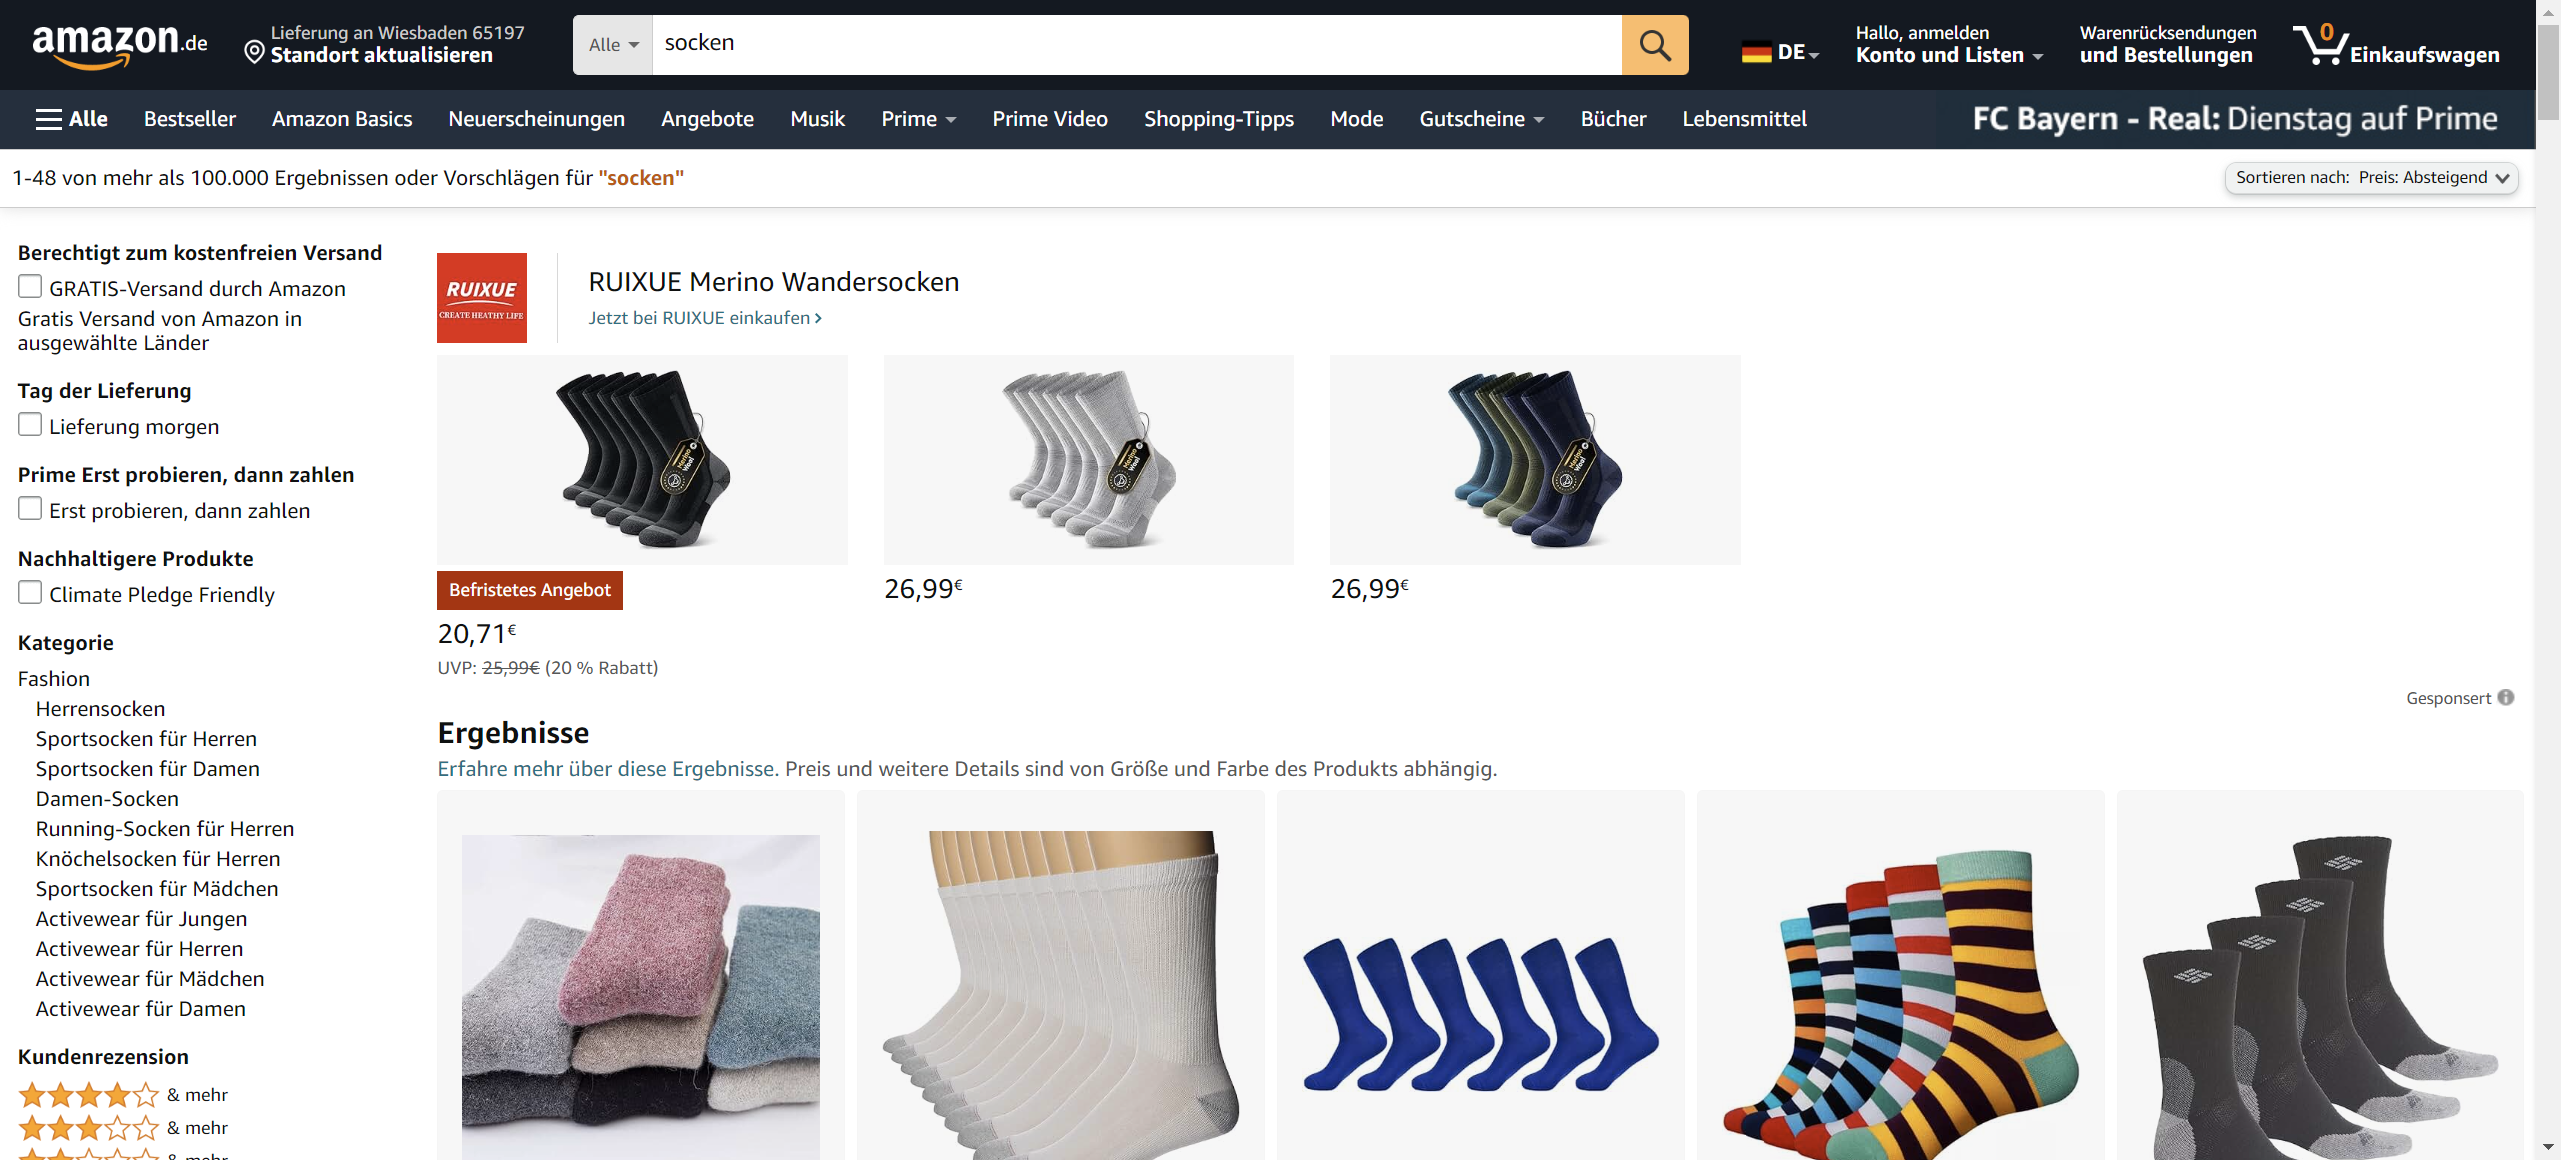 amazon.de
Lieferung an Wiesbaden 65197
Standort aktualisieren
Alle
socken
DE
Hallo, anmelden
Konto und Listen
Warenrücksendungen
und Bestellungen
0
Einkaufswagen
Alle
Bestseller
Amazon Basics
Neuerscheinungen
Angebote
Musik
Prime
Prime Video
Shopping-Tipps
Mode
Gutscheine
Bücher
Lebensmittel
FC Bayern - Real: Dienstag auf Prime
1-48 von mehr als 100.000 Ergebnissen oder Vorschlägen für "socken"
Sortieren nach: Preis: Absteigend
Berechtigt zum kostenfreien Versand
GRATIS-Versand durch Amazon
Gratis Versand von Amazon in
ausgewählte Länder
Tag der Lieferung
Lieferung morgen
Prime Erst probieren, dann zahlen
Erst probieren, dann zahlen
Nachhaltigere Produkte
Climate Pledge Friendly
Kategorie
Fashion
Herrensocken
Sportsocken für Herren
Sportsocken für Damen
Damen-Socken
Running-Socken für Herren
Knöchelsocken für Herren
Sportsocken für Mädchen
Activewear für Jungen
Activewear für Herren
Activewear für Mädchen
Activewear für Damen
Kundenrezension
& mehr
& mehr
& mehr
RUIXUE
CREATE HEATHY LIFE
RUIXUE Merino Wandersocken
Jetzt bei RUIXUE einkaufen
Merino Wool
Merino Wool
Merino Wool
Befristetes Angebot
20,71€
UVP: 25,99€ (20 % Rabatt)
26,99€
26,99€
Gesponsert
Ergebnisse
Erfahre mehr über diese Ergebnisse. Preis und weitere Details sind von Größe und Farbe des Produkts abhängig.